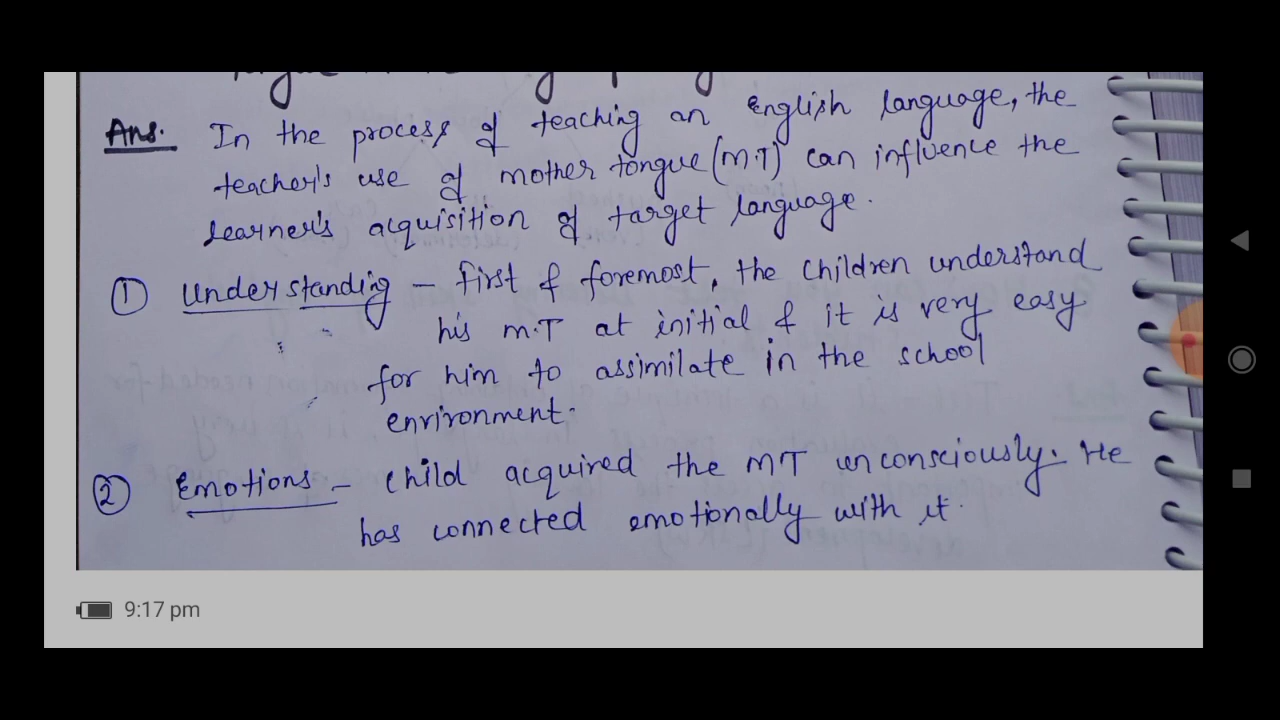 Ans. In the process of teaching an English language, the
teacher's use of mother tongue (M.T) can influence the
learner's acquisition of target language.
① Understanding – first & foremost, the children understand
his M.T at initial & it is very easy
for him to assimilate in the school
environment.
② Emotions – Child acquired the MT unconsciously. He
has connected emotionally with it.
9:17 pm